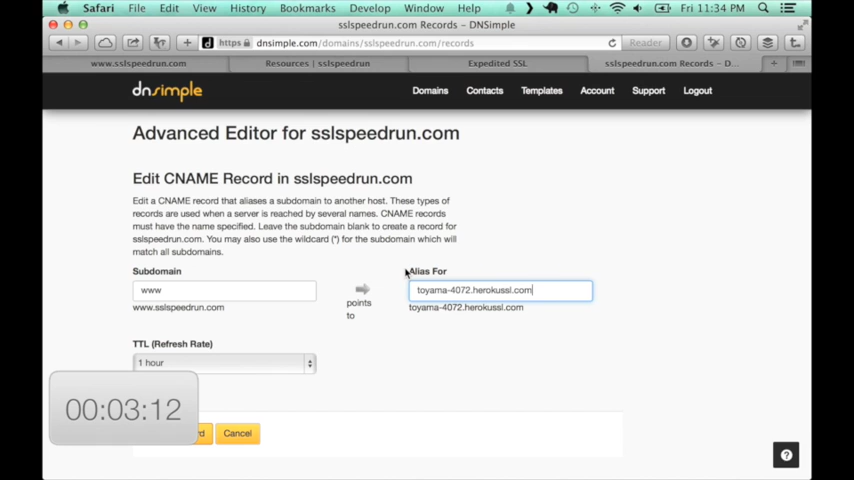 Safari File Edit View History Bookmarks Develop Window Help Fri 11:34 PM
sslspeedrun.com Records – DNSimple
https dnsimple.com/domains/sslspeedrun.com/records Reader
www.sslspeedrun.com Resources | sslspeedrun Expedited SSL sslspeedrun.com Records – D...
dnsimple Domains Contacts Templates Account Support Logout
Advanced Editor for sslspeedrun.com
Edit CNAME Record in sslspeedrun.com
Edit a CNAME record that aliases a subdomain to another host. These types of
records are used when a server is reached by several names. CNAME records
must have the name specified. Leave the subdomain blank to create a record for
sslspeedrun.com. You may also use the wildcard (*) for the subdomain which will
match all subdomains.
Subdomain
www
www.sslspeedrun.com
points
to
Alias For
toyama-4072.herokussl.com
toyama-4072.herokussl.com
TTL (Refresh Rate)
1 hour
00:03:12
rd Cancel
?